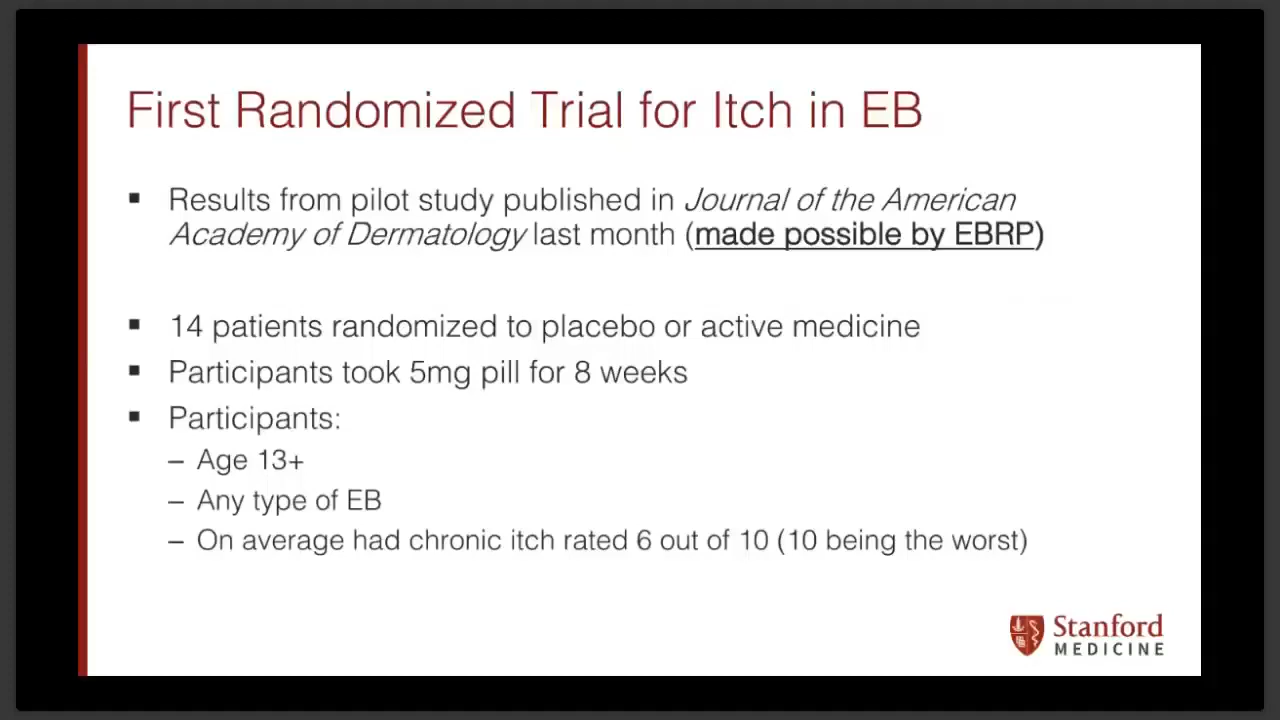 First Randomized Trial for Itch in EB
▪ Results from pilot study published in Journal of the American
Academy of Dermatology last month (made possible by EBRP)
▪ 14 patients randomized to placebo or active medicine
▪ Participants took 5mg pill for 8 weeks
▪ Participants:
– Age 13+
– Any type of EB
– On average had chronic itch rated 6 out of 10 (10 being the worst)
Stanford
MEDICINE